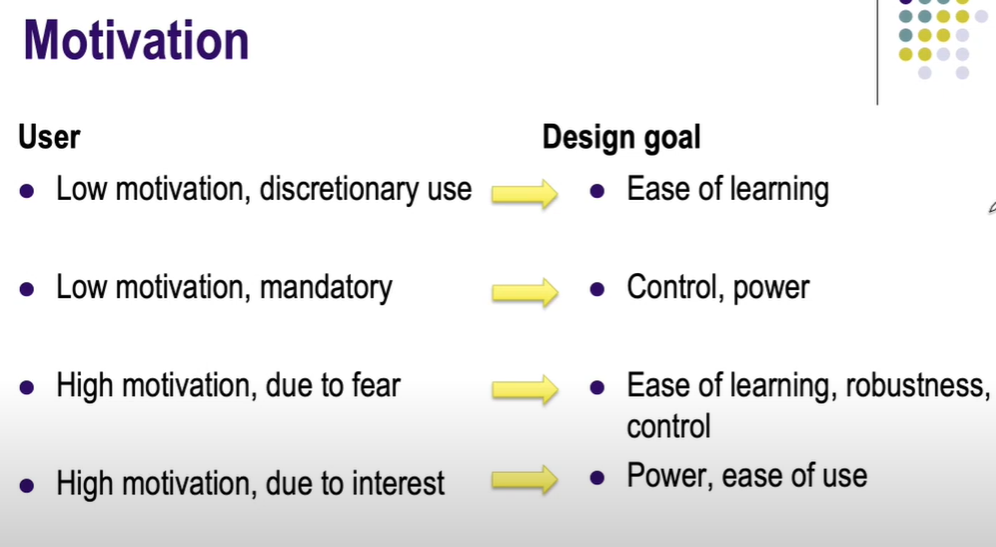 Motivation
User
Design goal
Low motivation, discretionary use
Ease of learning
Low motivation, mandatory
Control, power
High motivation, due to fear
Ease of learning, robustness,
control
High motivation, due to interest
Power, ease of use